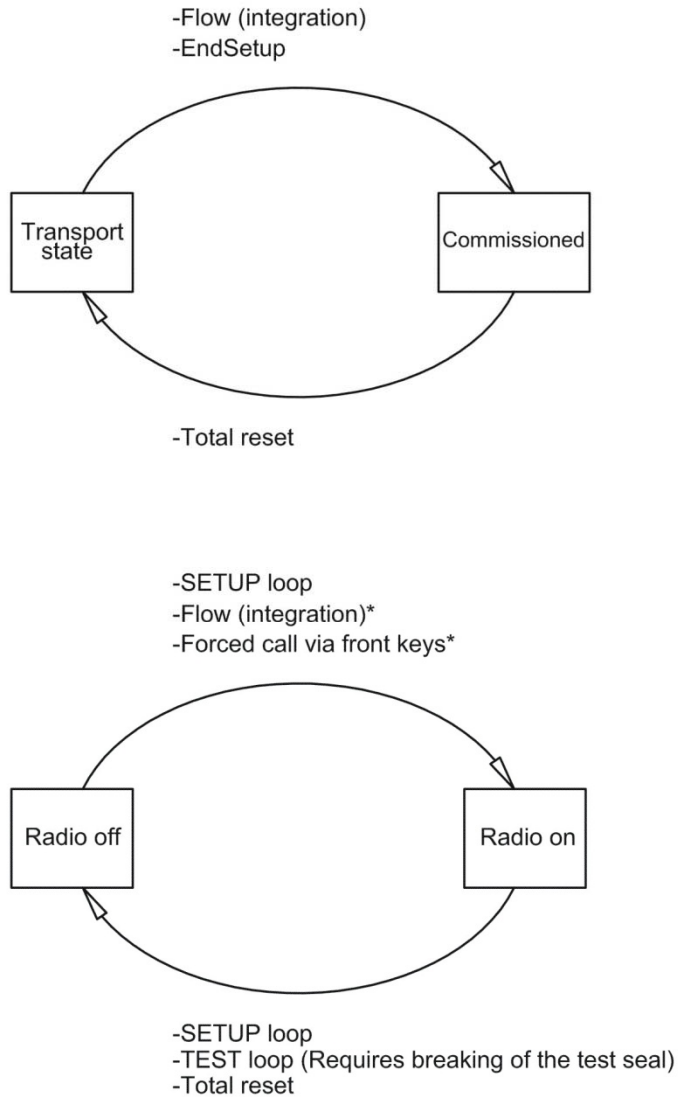 -Flow (integration)
-EndSetup
Transport
state
Commissioned
-Total reset
-SETUP loop
-Flow (integration)*
-Forced call via front keys*
Radio off
Radio on
-SETUP loop
-TEST loop (Requires breaking of the test seal)
-Total reset